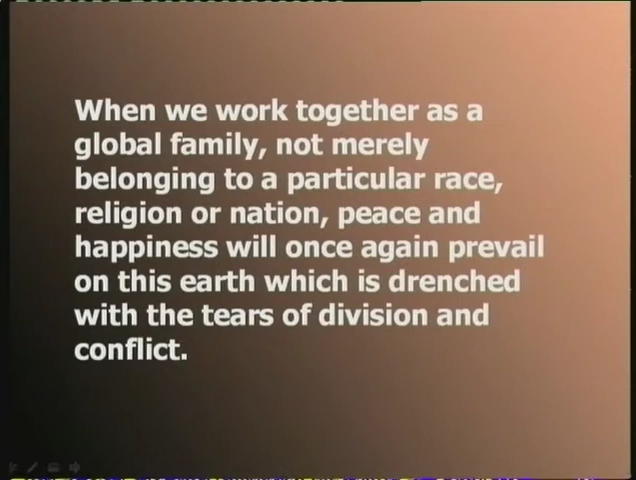 When we work together as a
global family, not merely
belonging to a particular race,
religion or nation, peace and
happiness will once again prevail
on this earth which is drenched
with the tears of division and
conflict.